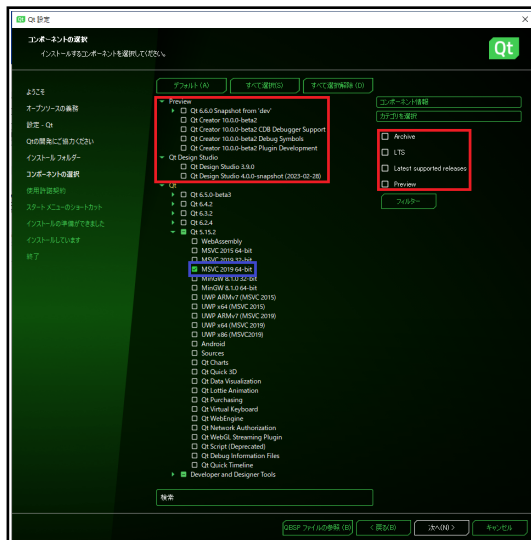 Qt 設定
コンポーネントの選択
インストールするコンポーネントを選択してください。
Qt
ようこそ
オープンソースの義務
設定 - Qt
Qtの開発にご協力ください
インストール フォルダー
コンポーネントの選択
使用許諾契約
スタート メニューのショートカット
インストールの準備ができました
インストールしています
終了
デフォルト (A)
すべて選択(S)
すべて選択解除 (D)
Preview
Qt 6.6.0 Snapshot from 'dev'
Qt Creator 10.0.0-beta2
Qt Creator 10.0.0-beta2 CDB Debugger Support
Qt Creator 10.0.0-beta2 Debug Symbols
Qt Creator 10.0.0-beta2 Plugin Development
Qt Design Studio
Qt Design Studio 3.9.0
Qt Design Studio 4.0.0-snapshot (2023-02-28)
Qt
Qt 6.5.0-beta3
Qt 6.4.2
Qt 6.3.2
Qt 6.2.4
Qt 5.15.2
WebAssembly
MSVC 2015 64-bit
MSVC 2019 32-bit
MSVC 2019 64-bit
MinGW 8.1.0 32-bit
MinGW 8.1.0 64-bit
UWP ARMv7 (MSVC 2015)
UWP x64 (MSVC 2015)
UWP ARMv7 (MSVC 2019)
UWP x64 (MSVC 2019)
UWP x86 (MSVC2019)
Android
Sources
Qt Charts
Qt Quick 3D
Qt Data Visualization
Qt Lottie Animation
Qt Purchasing
Qt Virtual Keyboard
Qt WebEngine
Qt Network Authorization
Qt WebGL Streaming Plugin
Qt Script (Deprecated)
Qt Debug Information Files
Qt Quick Timeline
Developer and Designer Tools
検索
コンポーネント情報
カテゴリを選択
Archive
LTS
Latest supported releases
Preview
フィルター
QBSP ファイルの参照 (B)
< 戻る(B)
次へ(N) >
キャンセル